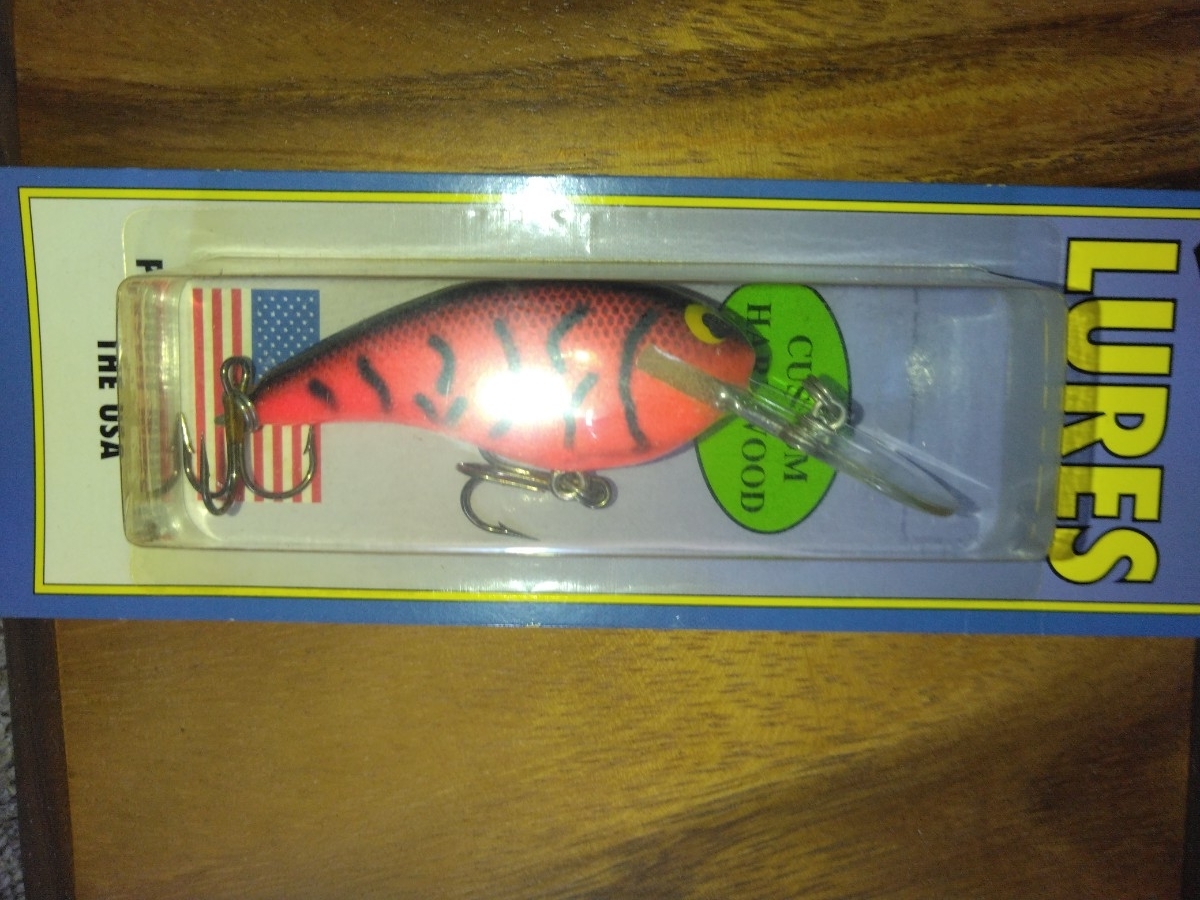 LURES
CUSTOM
HARDWOOD
THE USA